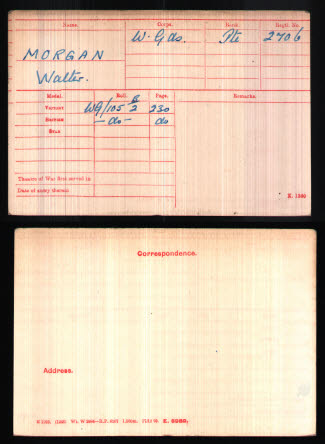 Name. Corps. Rank. Regtl. No.
W. Gds. Pte 2706
MORGAN
Walter.
Medal. Roll. Page. Remarks.
Victory WG/105 B2 230
British - do - do
Star
Theatre of War first served in
Date of entry therein
K. 1380
Correspondence.
Address.